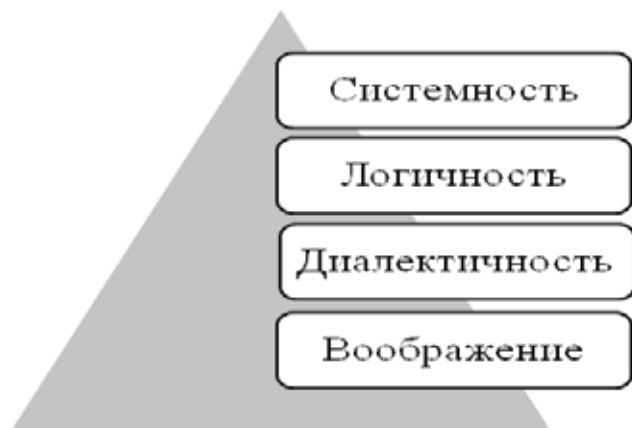 Системность
Логичность
Диалектичность
Воображение